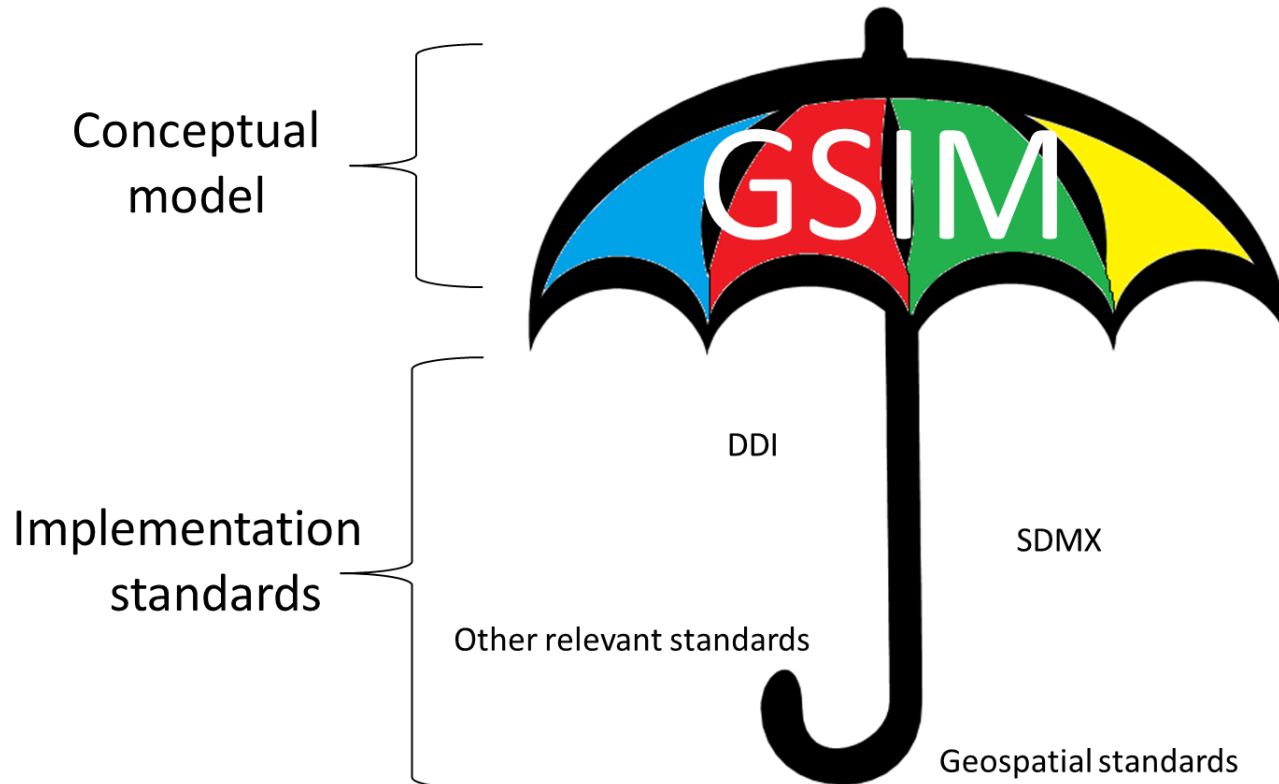 Conceptual
model
GSIM
DDI
Implementation
standards
SDMX
Other relevant standards
Geospatial standards